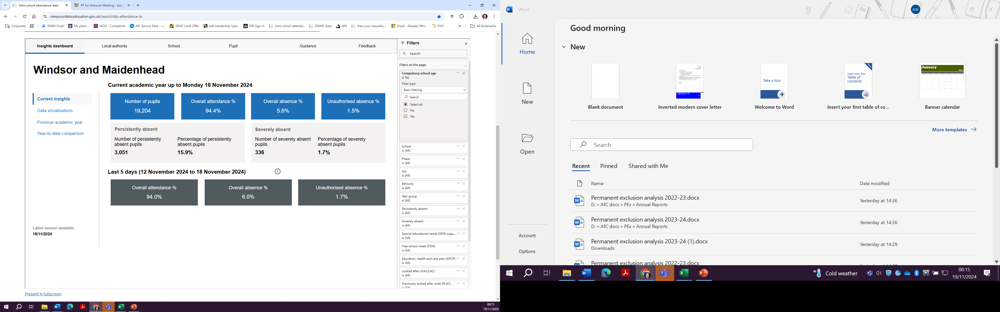 View school attendance data
PP for Network Meeting - alasd
viewyourdata.education.gov.uk/report/dtp-attendance-la
Corporate
SEMH Email
My place -
JADU - Complaints
AfC Service Desk - r...
SEND Local Offer
edit Leadership Upd...
DfE Sign-in
View school attenda...
IDAMS Data
IMS
View your educatio...
Email - Alasdair Whi...
GVO
»
All Bookmarks
Insights dashboard
Local authority
School
Pupil
Guidance
Feedback
Windsor and Maidenhead
Current academic year up to Monday 18 November 2024
Current insights
Data visualisations
Previous academic year
Year-to-date comparison
Number of pupils
19,204
Overall attendance %
94.4%
Overall absence %
5.6%
Unauthorised absence %
1.5%
Persistently absent
Number of persistently
absent pupils
3,051
Percentage of persistently
absent pupils
15.9%
Severely absent
Number of severely absent
pupils
336
Percentage of severely
absent pupils
1.7%
Last 5 days (12 November 2024 to 18 November 2024)
Overall attendance %
94.0%
Overall absence %
6.0%
Unauthorised absence %
1.7%
Latest session available
18/11/2024
Present in fullscreen
Filters
»
Search
Filters on this page
...
Compulsory school age
is Yes
Filter type
Basic filtering
Search
Select all
No
Yes
School
is (All)
Phase
is (All)
Sex
is (All)
Ethnicity
is (All)
Year group
is (All)
Persistently absent
is (All)
Severely absent
is (All)
Special educational needs (SEN) supp...
is (All)
Free school meals (FSM)
is (All)
Education, health and care plan (EHCP)
is (All)
Looked after child (LAC)
is (All)
Previously looked after child (PLAC)
is (All)
08:15
19/11/2024
Word
AW
Home
New
Open
Account
Options
Good morning
New
Blank document
Inverted modern cover letter
Take a tour
Welcome to Word
New
Insert your first
Table of
contents
Insert your first table of co...
January
Banner calendar
More templates
Search
Recent
Pinned
Shared with Me
Name
Date modified
Permanent exclusion analysis 2022-23.docx
D: » AfC docs » PEx » Annual Reports
Yesterday at 14:36
Permanent exclusion analysis 2023-24.docx
D: » AfC docs » PEx » Annual Reports
Yesterday at 14:36
Permanent exclusion analysis 2023-24 (1).docx
Downloads
Yesterday at 14:29
Permanent exclusion analysis 2022-23.docx
Cold weather
08:15
19/11/2024